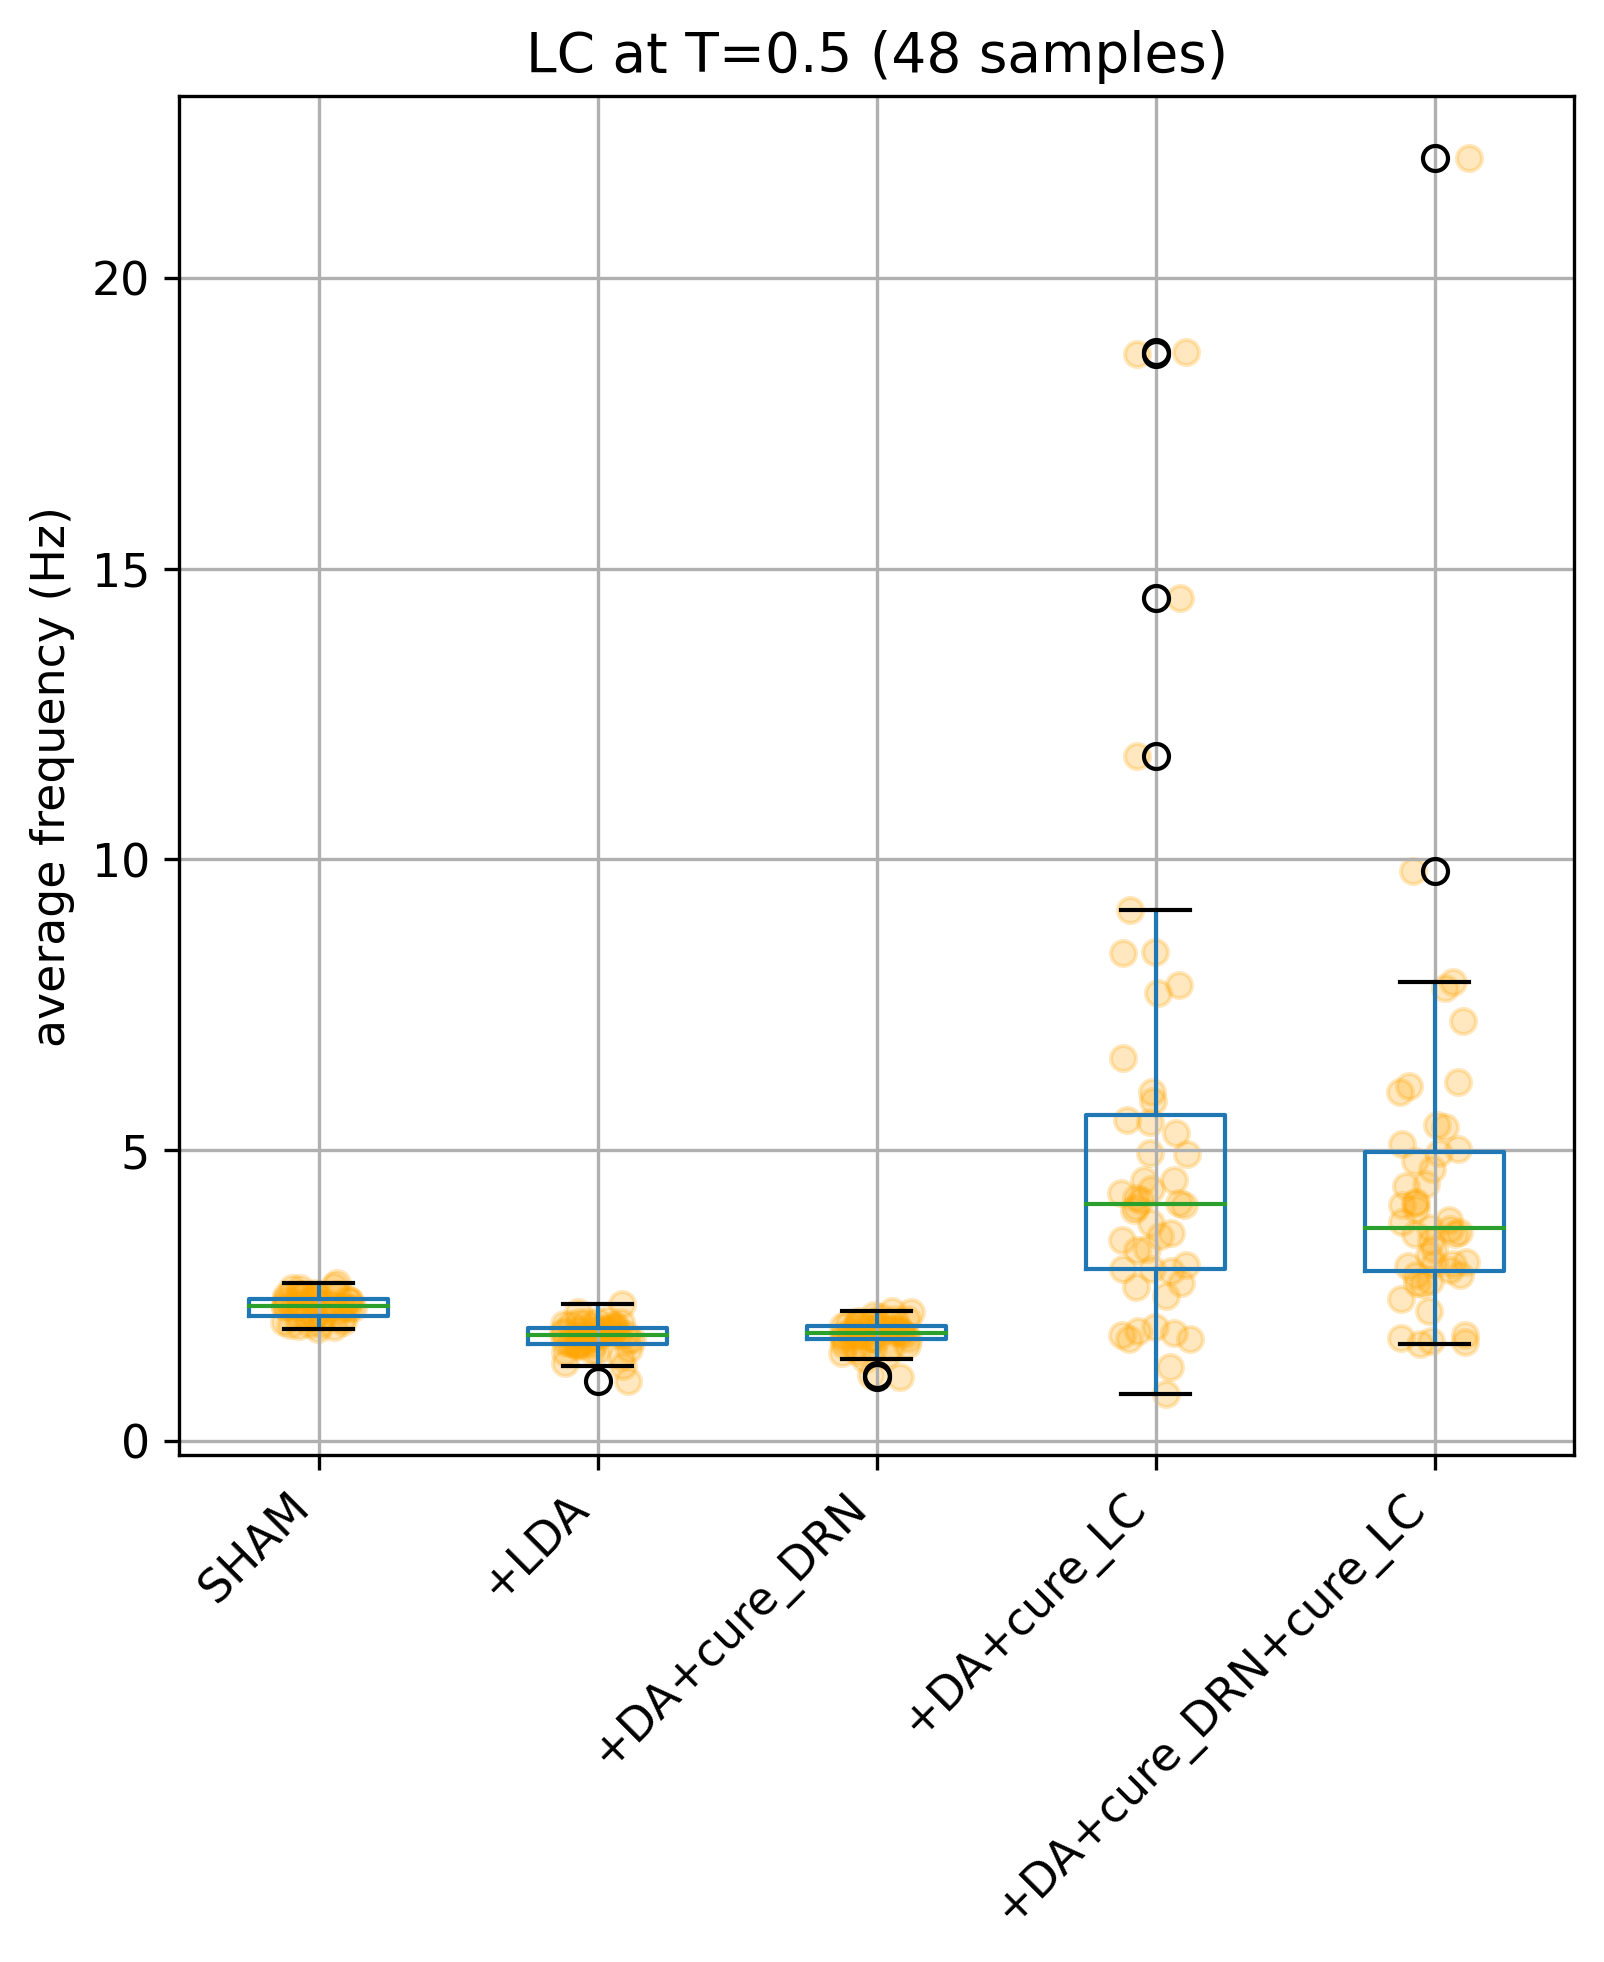 LC at T=0.5 (48 samples)
average frequency (Hz)
20
15
10
5
0
SHAM
+LDA
+DA+cure_DRN
+DA+cure_LC
+DA+cure_DRN+cure_LC